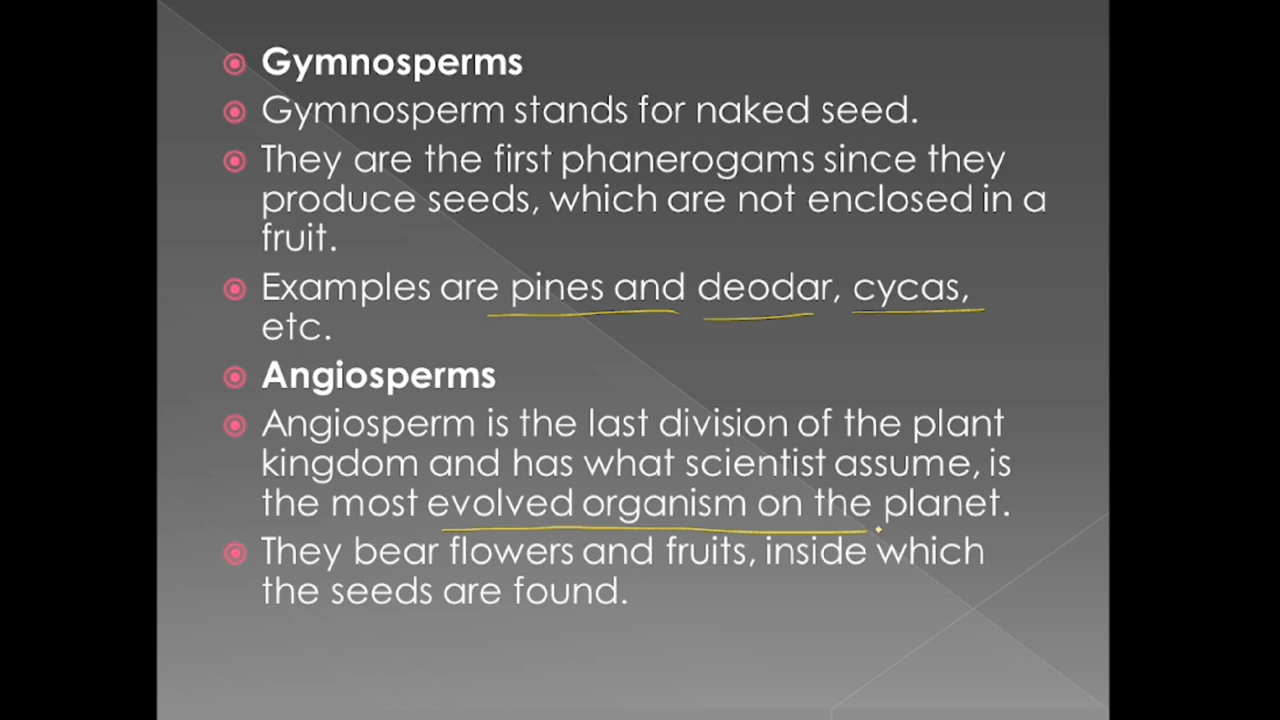 Gymnosperms
Gymnosperm stands for naked seed.
They are the first phanerogams since they
produce seeds, which are not enclosed in a
fruit.
Examples are pines and deodar, cycas,
etc.
Angiosperms
Angiosperm is the last division of the plant
kingdom and has what scientist assume, is
the most evolved organism on the planet.
They bear flowers and fruits, inside which
the seeds are found.